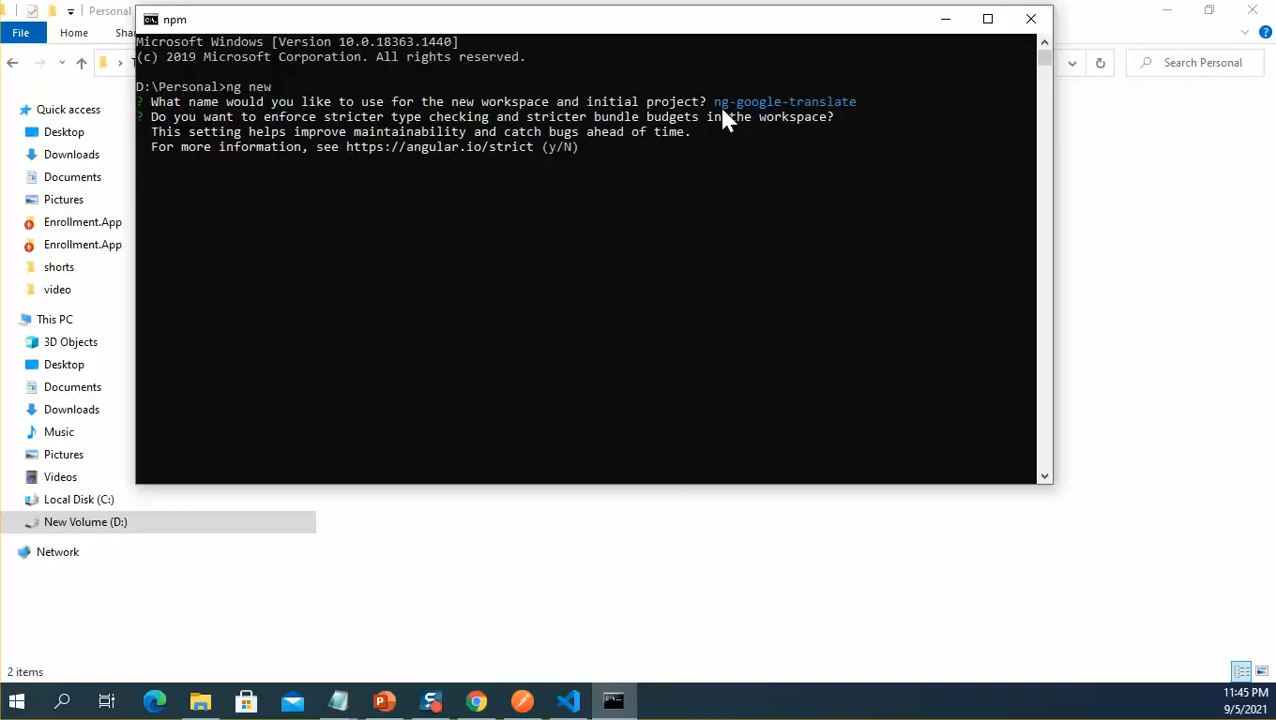 Personal
npm
File
Home
Sha
Search Personal
Microsoft Windows [Version 10.0.18363.1440]
(c) 2019 Microsoft Corporation. All rights reserved.
D:\Personal>ng new
? What name would you like to use for the new workspace and initial project? ng-google-translate
? Do you want to enforce stricter type checking and stricter bundle budgets in the workspace?
This setting helps improve maintainability and catch bugs ahead of time.
For more information, see https://angular.io/strict (y/N)
Quick access
Desktop
Downloads
Documents
Pictures
Enrollment.App
Enrollment.App
shorts
video
This PC
3D Objects
Desktop
Documents
Downloads
Music
Pictures
Videos
Local Disk (C:)
New Volume (D:)
Network
2 items
11:45 PM
9/5/2021